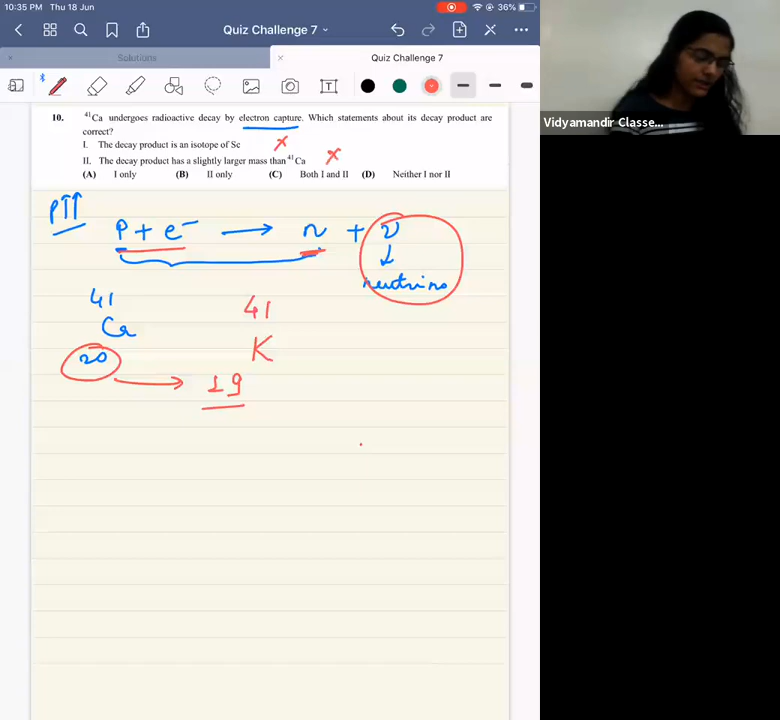 10:35 PM Thu 18 Jun
36%
Quiz Challenge 7
Solutions
Quiz Challenge 7
T
10. ⁴¹Ca undergoes radioactive decay by electron capture. Which statements about its decay product are
correct?
I. The decay product is an isotope of Sc ✗
II. The decay product has a slightly larger mass than ⁴¹Ca ✗
(A) I only (B) II only (C) Both I and II (D) Neither I nor II
P↑↑
P + e⁻ → n + ν
↓
neutrino
41 41
Ca K
20 → 19
Vidyamandir Classe...